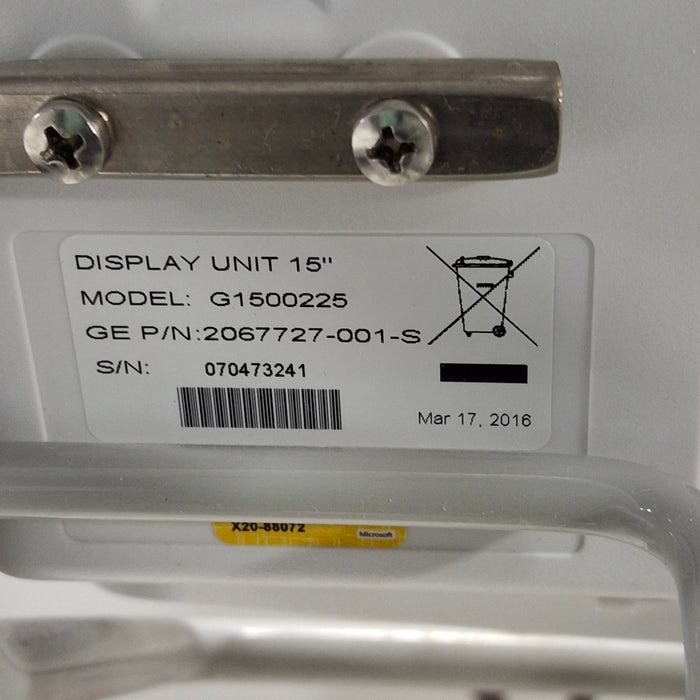 DISPLAY UNIT 15"
MODEL: G1500225
GE P/N:2067727-001-S
S/N: 070473241
Mar 17, 2016
X20-88072
Microsoft